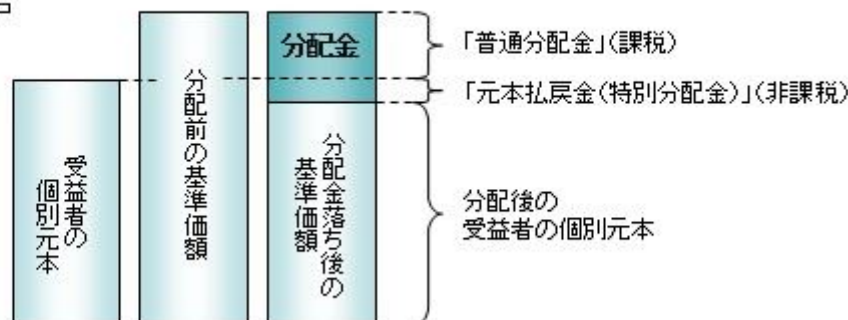 受益者の
個別元本
分配前の基準価額
分配金
分配金落ち後の
基準価額
「普通分配金」(課税)
「元本払戻金(特別分配金)」(非課税)
分配後の
受益者の個別元本